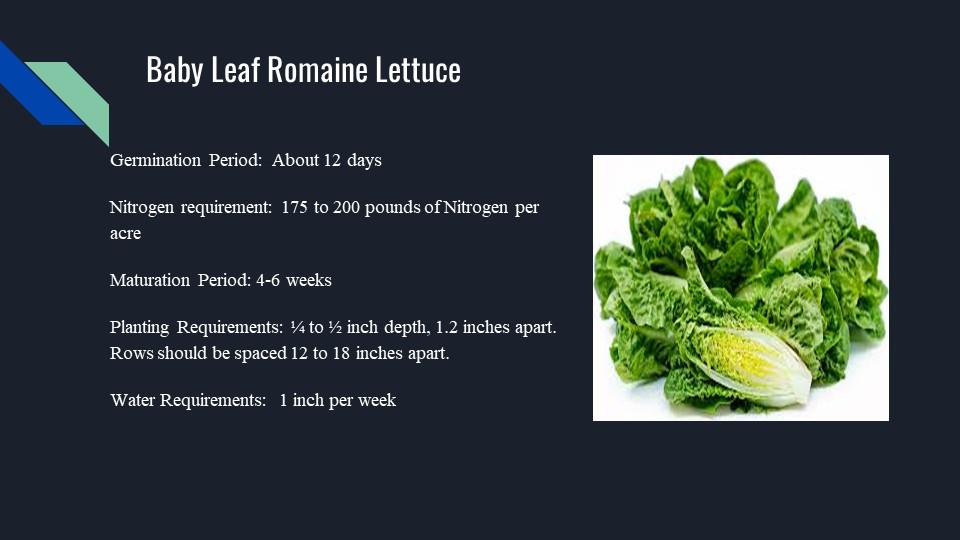 Baby Leaf Romaine Lettuce
Germination Period: About 12 days
Nitrogen requirement: 175 to 200 pounds of Nitrogen per
acre
Maturation Period: 4-6 weeks
Planting Requirements: ¼ to ½ inch depth, 1.2 inches apart.
Rows should be spaced 12 to 18 inches apart.
Water Requirements: 1 inch per week